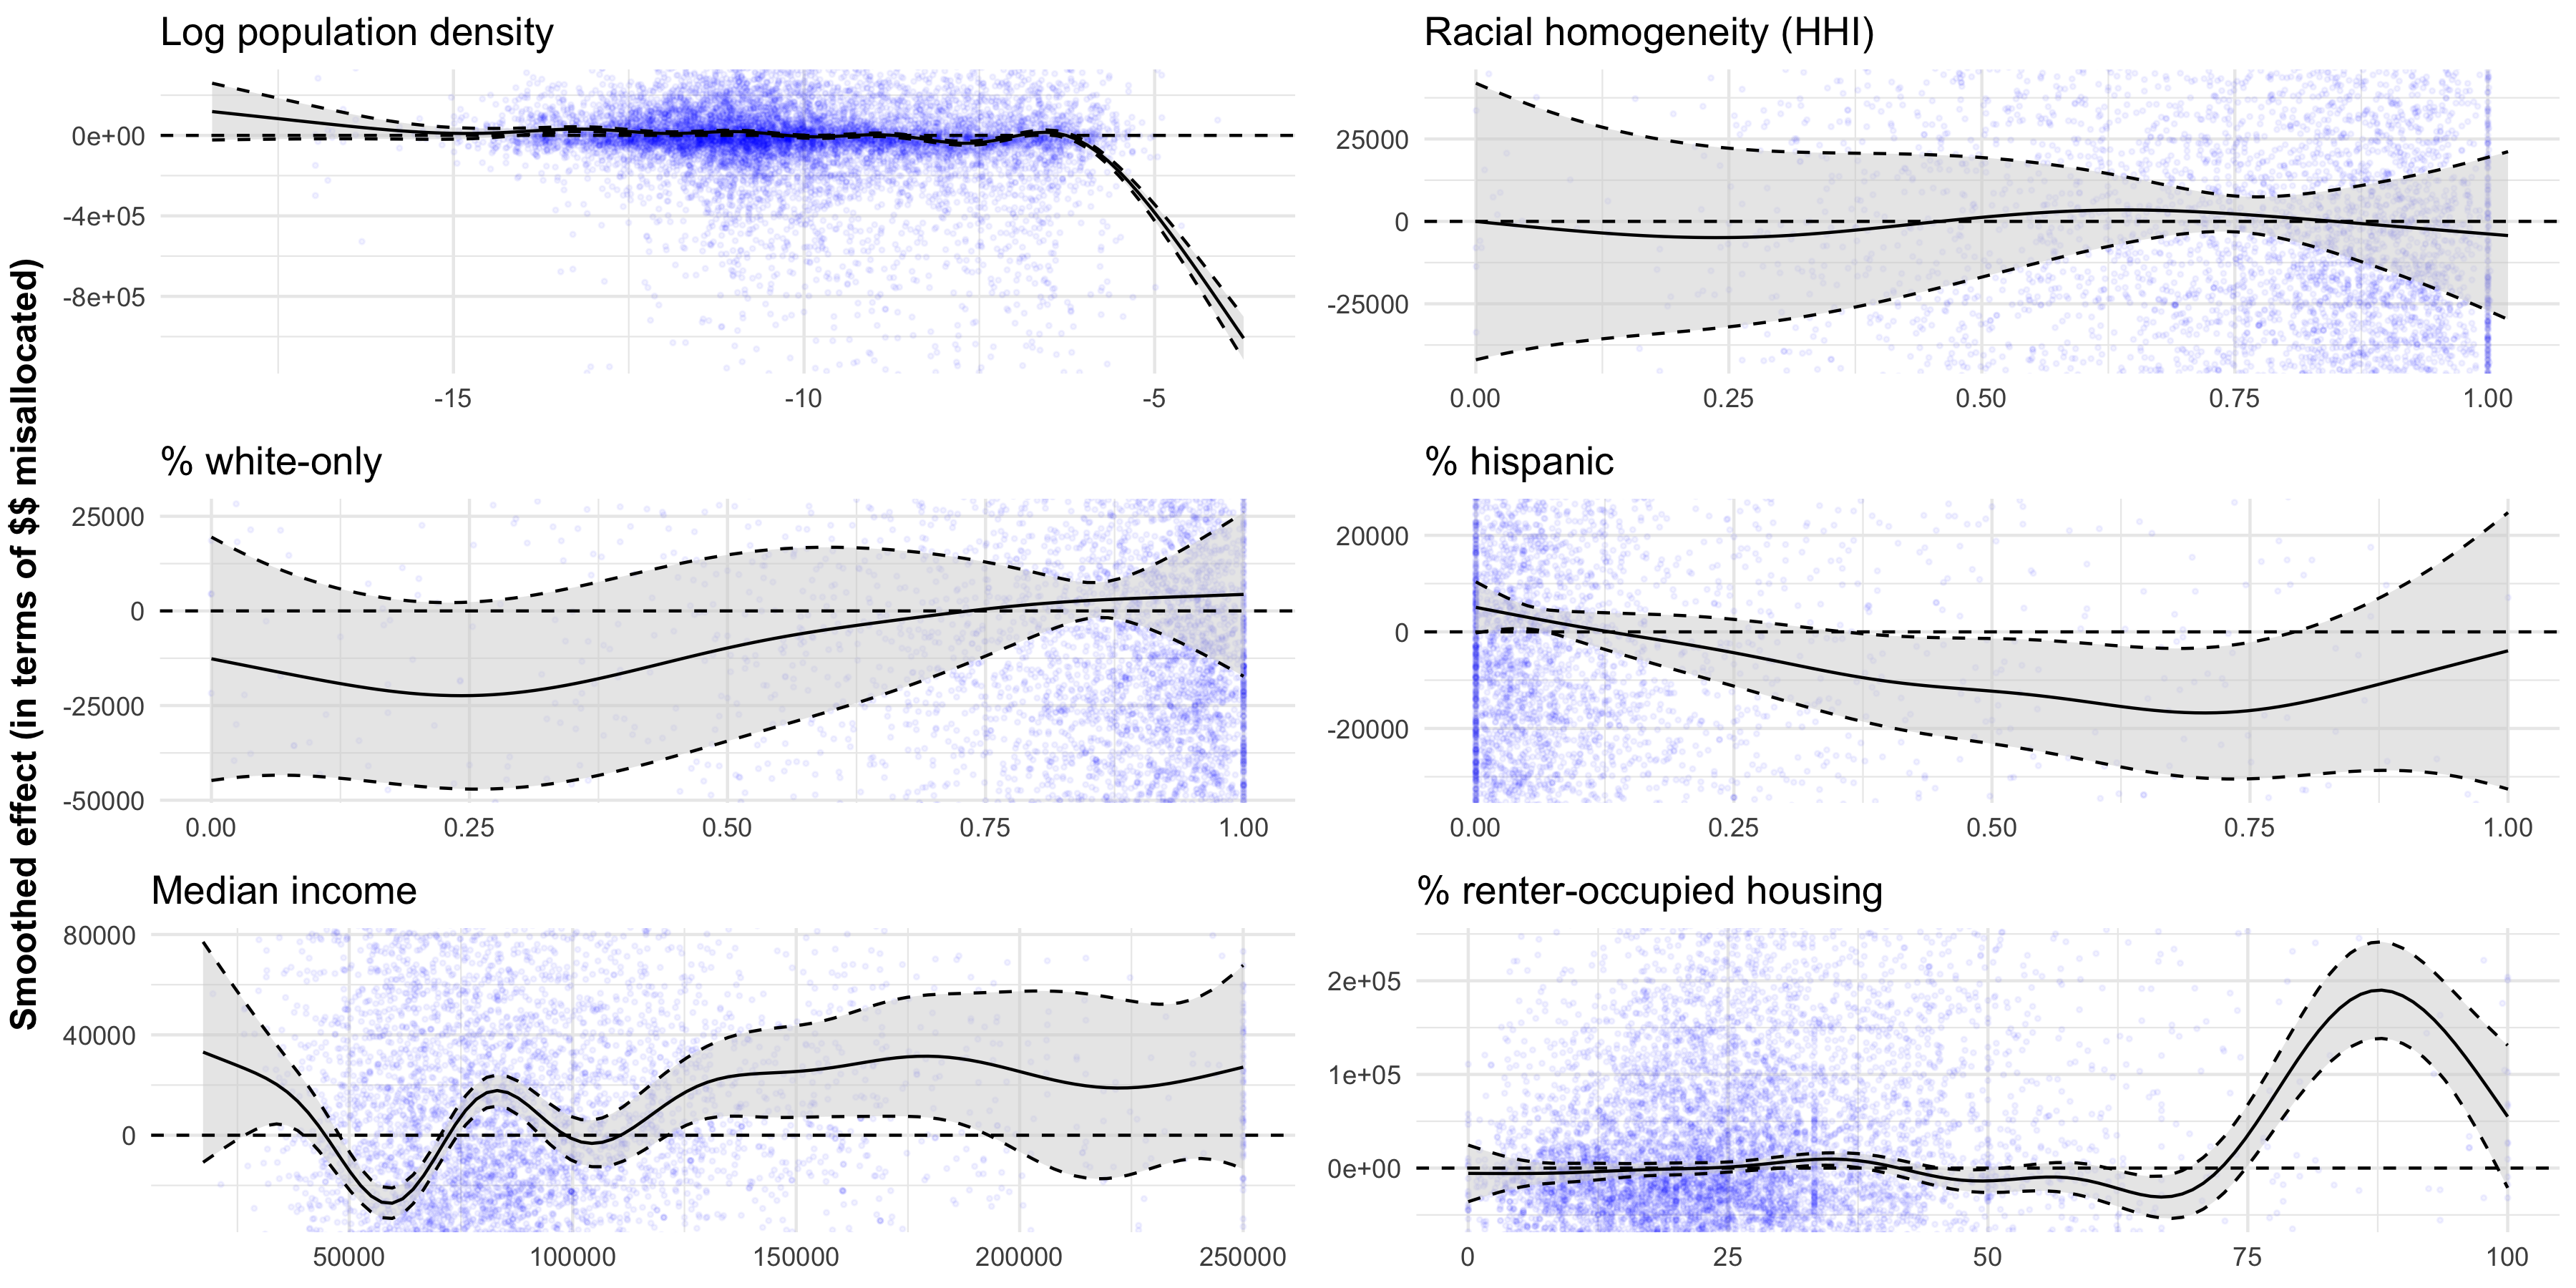 Smoothed effect (in terms of $$ misallocated)
Log population density
0e+00
-4e+05
-8e+05
-15 -10 -5
Racial homogeneity (HHI)
25000
0
-25000
0.00 0.25 0.50 0.75 1.00
% white-only
25000
0
-25000
-50000
0.00 0.25 0.50 0.75 1.00
% hispanic
20000
0
-20000
0.00 0.25 0.50 0.75 1.00
Median income
80000
40000
0
50000 100000 150000 200000 250000
% renter-occupied housing
2e+05
1e+05
0e+00
0 25 50 75 100